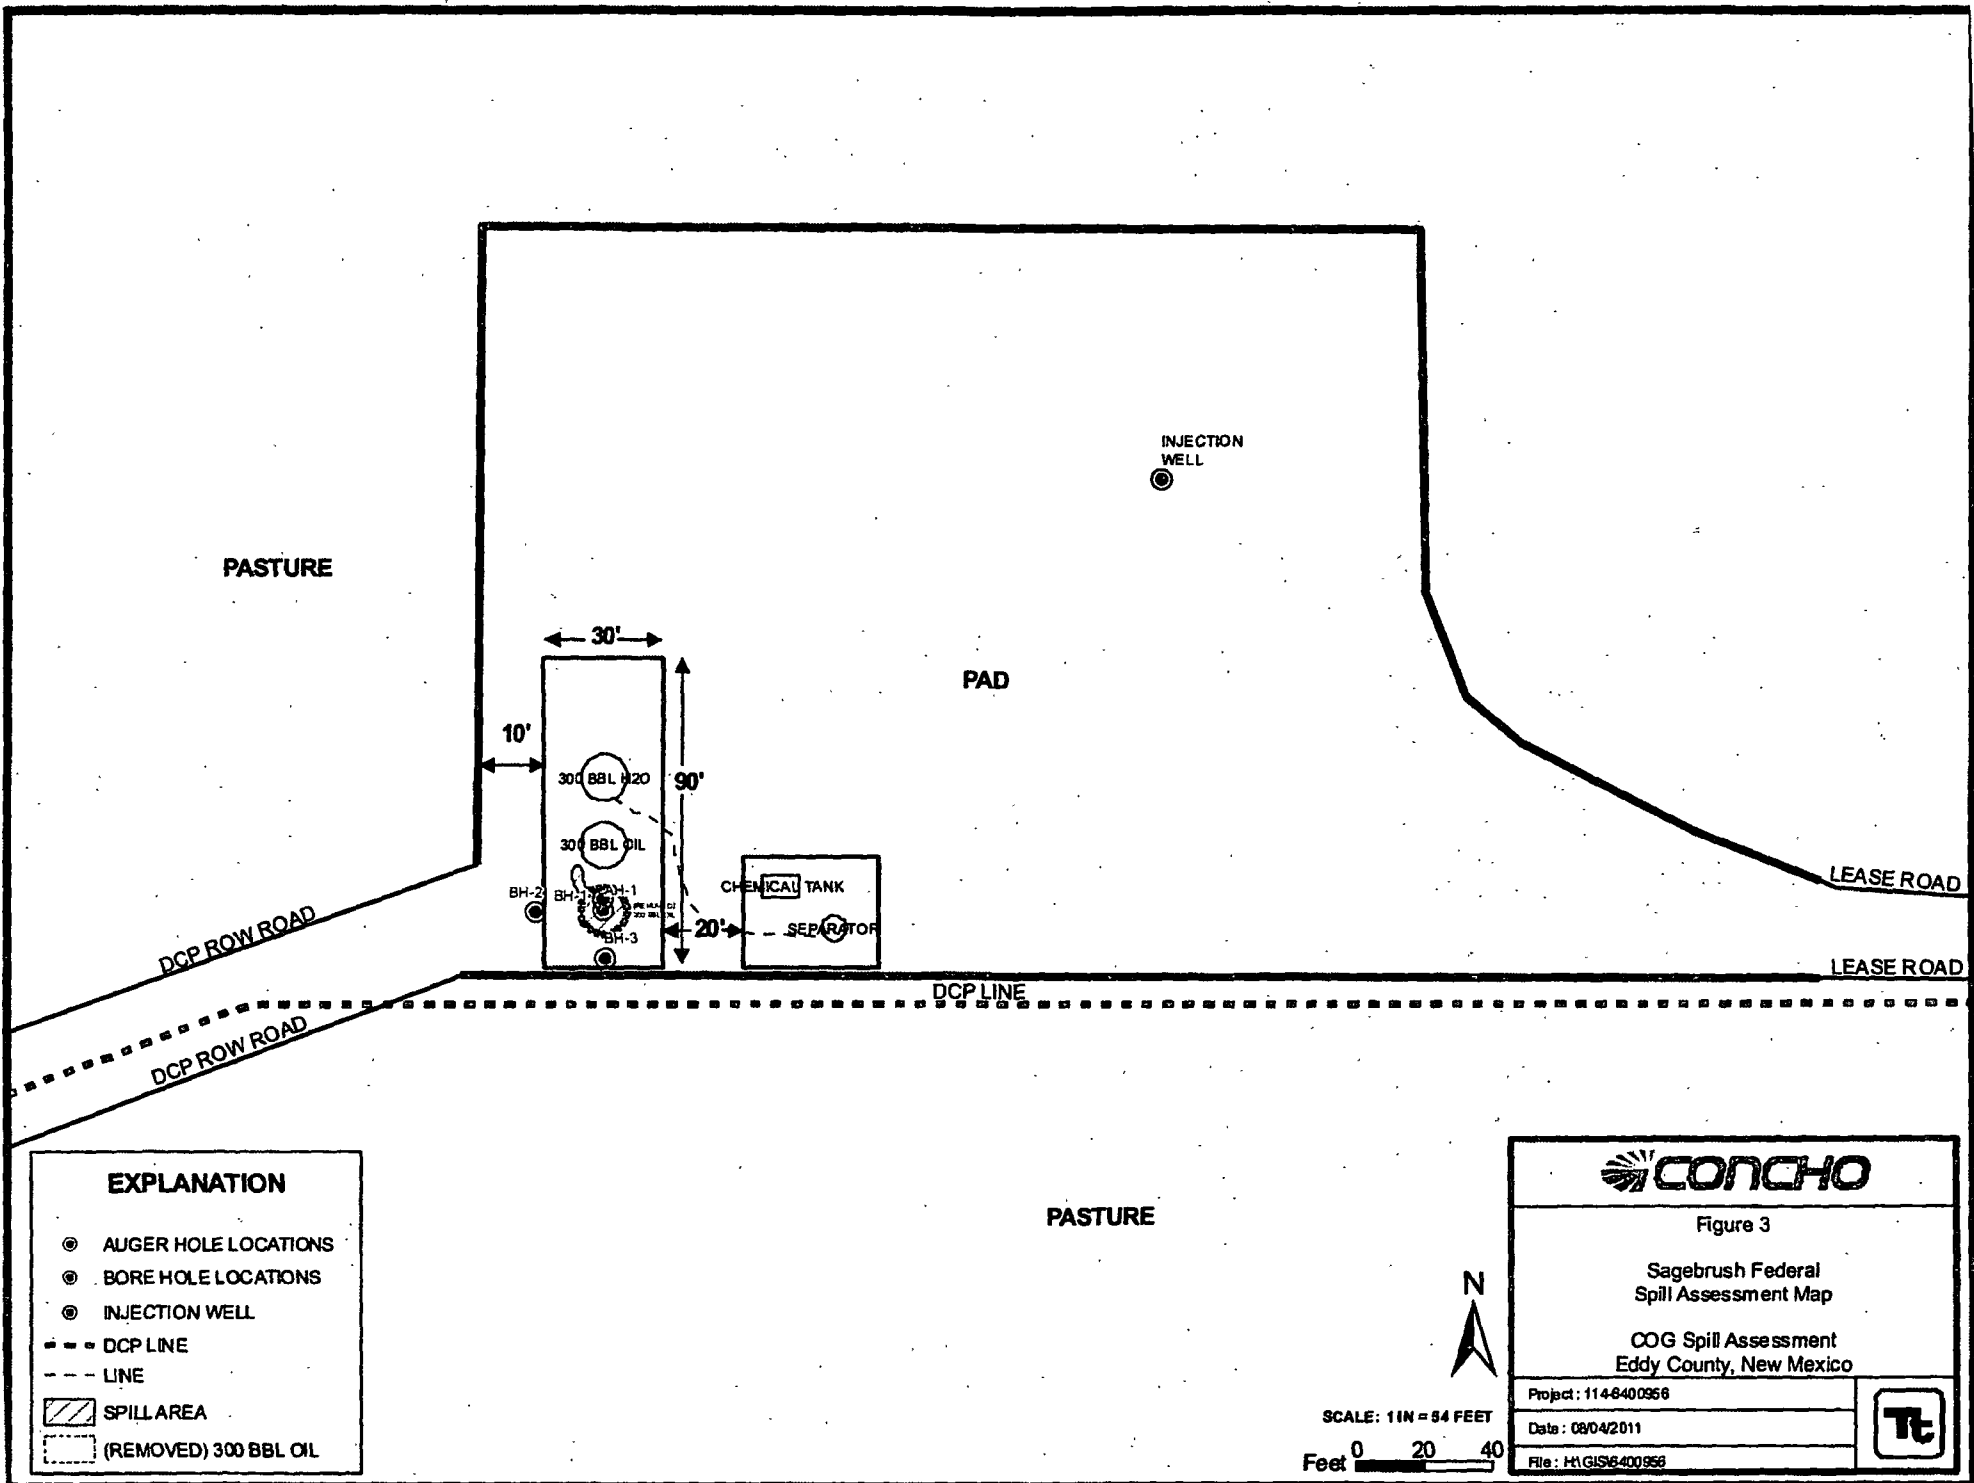 INJECTION
WELL
PASTURE
30'
PAD
10'
300 BBL H2O
90'
300 BBL OIL
CHEMICAL TANK
LEASE ROAD
BH-2
BH-1
AH-1
300 BBL OIL
DCP ROW ROAD
20'
SEPARATOR
BH-3
LEASE ROAD
DCP LINE
DCP ROW ROAD
EXPLANATION
AUGER HOLE LOCATIONS
BORE HOLE LOCATIONS
INJECTION WELL
DCP LINE
LINE
SPILL AREA
(REMOVED) 300 BBL OIL
PASTURE
N
SCALE: 1 IN = 54 FEET
Feet 0 20 40
CONCHO
Figure 3
Sagebrush Federal
Spill Assessment Map
COG Spill Assessment
Eddy County, New Mexico
Project : 114-6400956
Date : 08/04/2011
File : H:\GIS\6400956
Tt